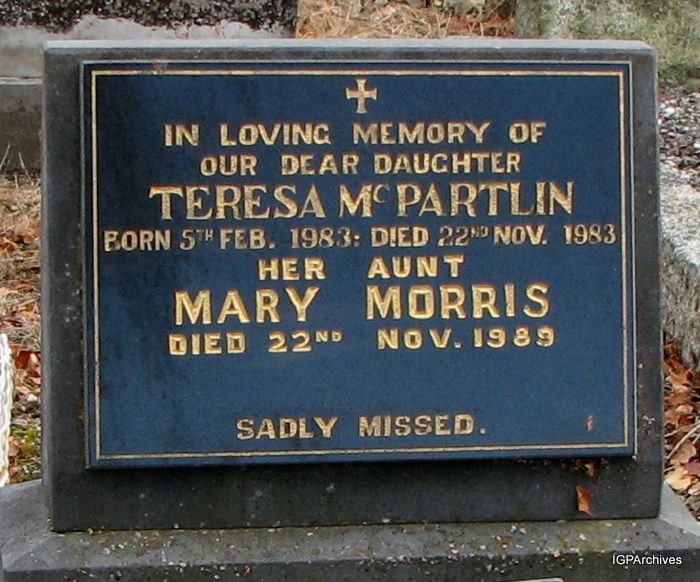 IN LOVING MEMORY OF
OUR DEAR DAUGHTER
TERESA McPARTLIN
BORN 5TH FEB. 1983: DIED 22ND NOV. 1983
HER AUNT
MARY MORRIS
DIED 22ND NOV. 1989
SADLY MISSED.
IGPArchives